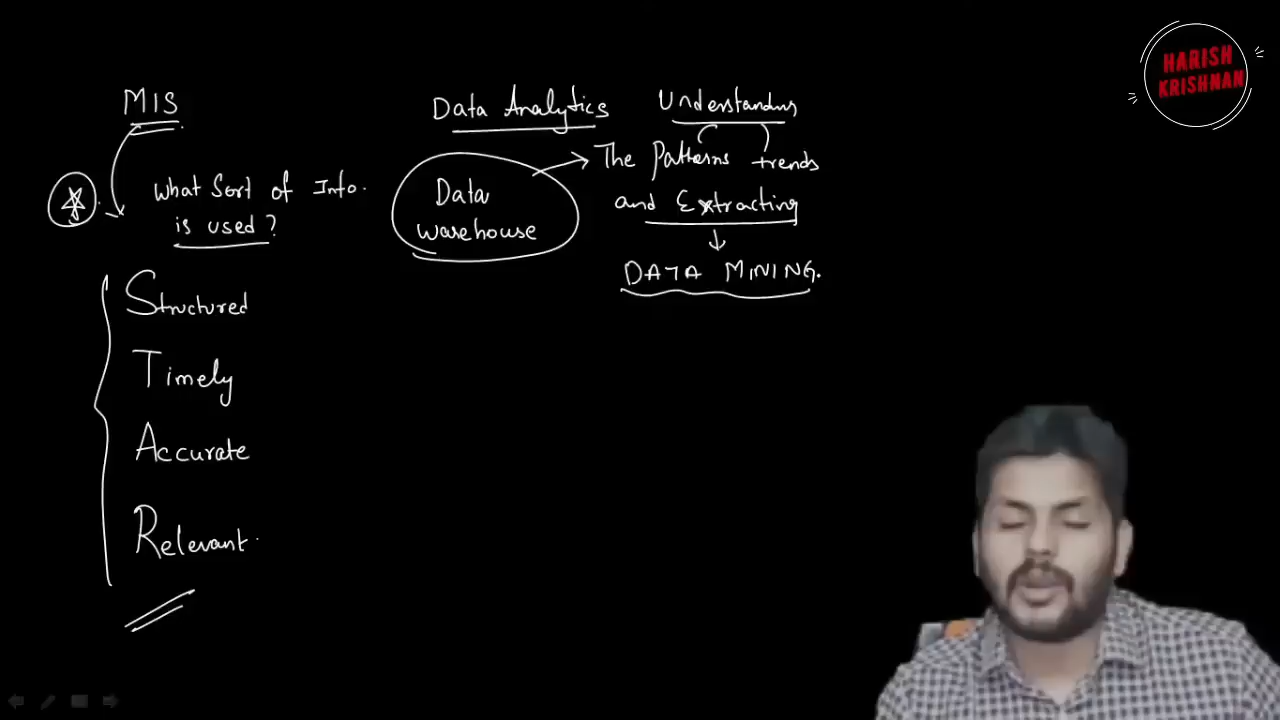 HARISH
KRISHNAN
MIS
What Sort of Info.
is used?
Structured
Timely
Accurate
Relevant
Data Analytics
Data
warehouse
Understanding
The Patterns trends
and Extracting
DATA MINING.